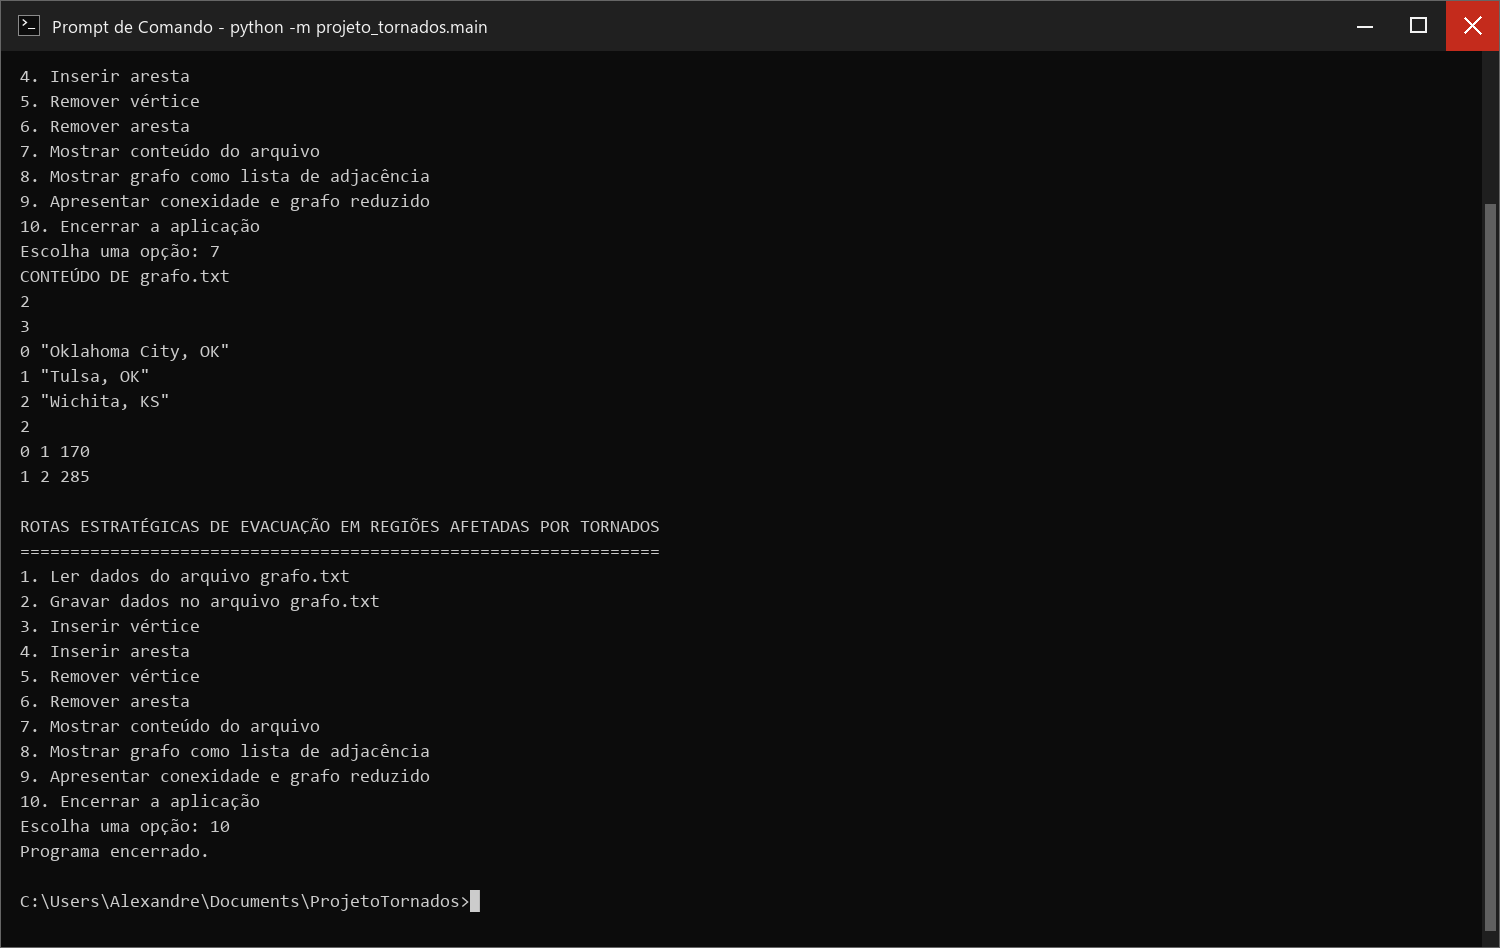 Prompt de Comando - python -m projeto_tornados.main
4. Inserir aresta
5. Remover vértice
6. Remover aresta
7. Mostrar conteúdo do arquivo
8. Mostrar grafo como lista de adjacência
9. Apresentar conexidade e grafo reduzido
10. Encerrar a aplicação
Escolha uma opção: 7
CONTEÚDO DE grafo.txt
2
3
0 "Oklahoma City, OK"
1 "Tulsa, OK"
2 "Wichita, KS"
2
0 1 170
1 2 285
ROTAS ESTRATÉGICAS DE EVACUAÇÃO EM REGIÕES AFETADAS POR TORNADOS
================================================================
1. Ler dados do arquivo grafo.txt
2. Gravar dados no arquivo grafo.txt
3. Inserir vértice
4. Inserir aresta
5. Remover vértice
6. Remover aresta
7. Mostrar conteúdo do arquivo
8. Mostrar grafo como lista de adjacência
9. Apresentar conexidade e grafo reduzido
10. Encerrar a aplicação
Escolha uma opção: 10
Programa encerrado.
C:\Users\Alexandre\Documents\ProjetoTornados>